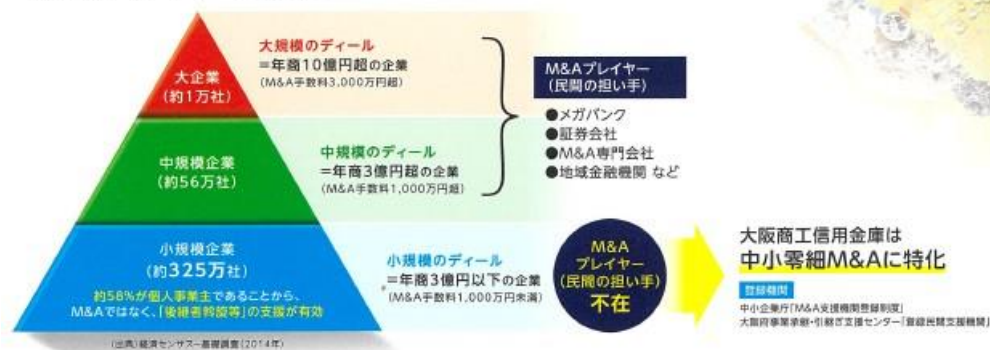 大企業
(約1万社)
大規模のディール
=年商10億円超の企業
(M&A手数料3,000万円超)
中規模企業
(約56万社)
中規模のディール
=年商3億円超の企業
(M&A手数料1,000万円超)
M&Aプレイヤー
(民間の担い手)
●メガバンク
●証券会社
●M&A専門会社
●地域金融機関 など
小規模企業
(約325万社)
約58%が個人事業主であることから、
M&Aではなく、「後継者斡旋等」の支援が有効
小規模のディール
=年商3億円以下の企業
(M&A手数料1,000万円未満)
M&A
プレイヤー
(民間の担い手)
不在
大阪商工信用金庫は
中小零細M&Aに特化
登録機関
中小企業庁「M&A支援機関登録制度」
大阪府事業承継・引継ぎ支援センター「登録民間支援機関」
(出典)経済センサス-基礎調査(2014年)